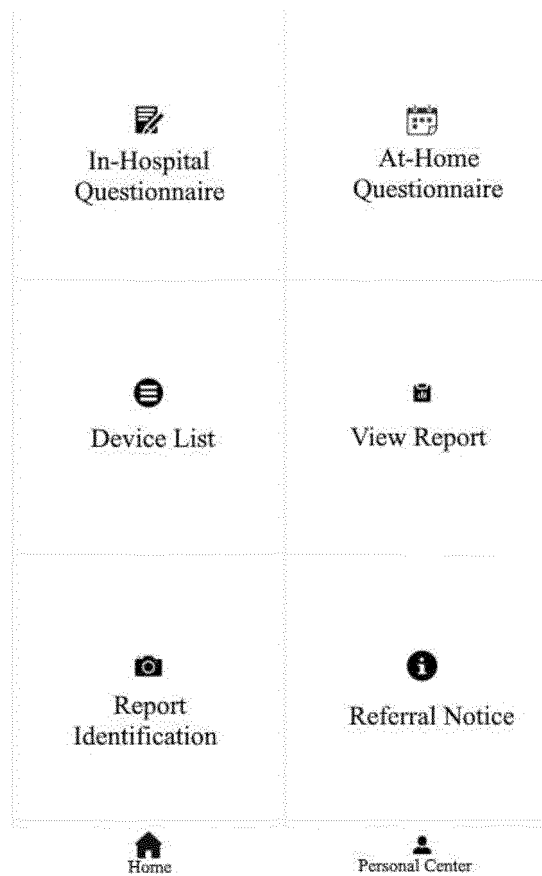 In-Hospital
Questionnaire
At-Home
Questionnaire
Device List
View Report
Report
Identification
Referral Notice
Home
Personal Center